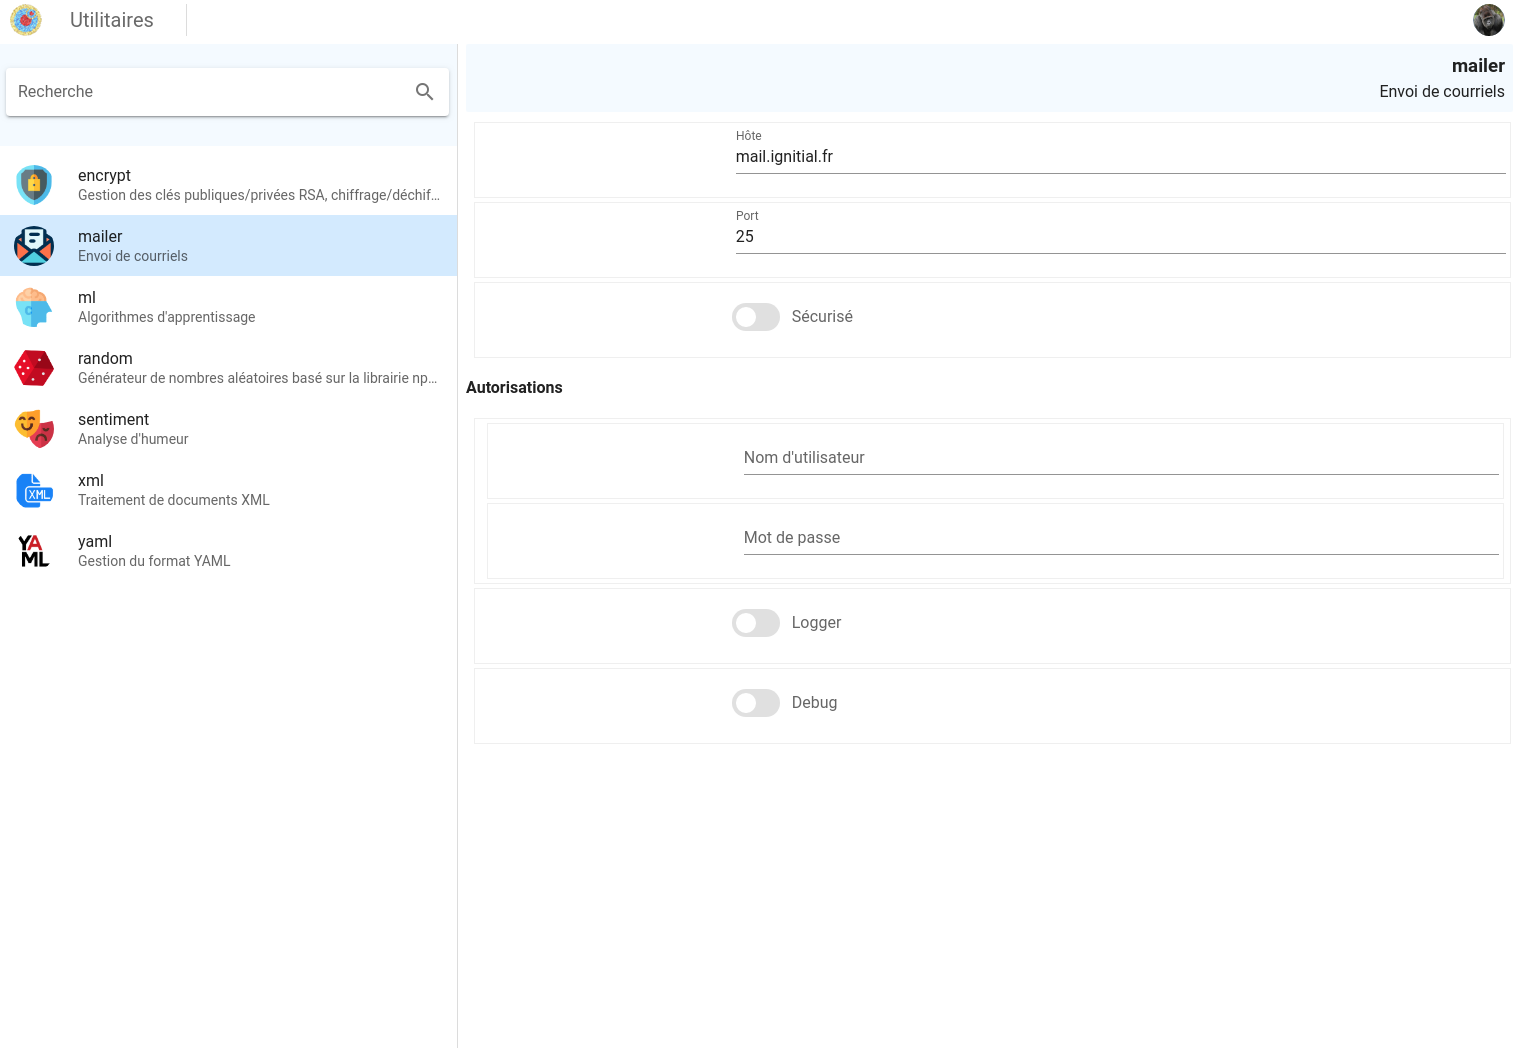 Utilitaires
Recherche
encrypt
Gestion des clés publiques/privées RSA, chiffrage/déchif…
mailer
Envoi de courriels
ml
Algorithmes d'apprentissage
random
Générateur de nombres aléatoires basé sur la librairie np…
sentiment
Analyse d'humeur
XML
xml
Traitement de documents XML
YA
ML
yaml
Gestion du format YAML
mailer
Envoi de courriels
Hôte
mail.ignitial.fr
Port
25
Sécurisé
Autorisations
Nom d'utilisateur
Mot de passe
Logger
Debug